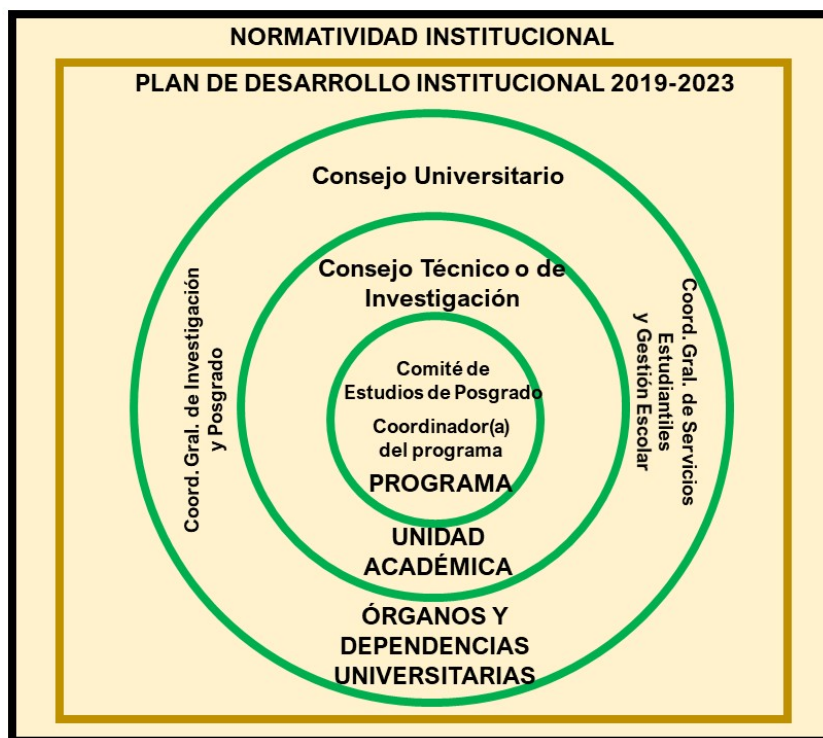 NORMATIVIDAD INSTITUCIONAL
PLAN DE DESARROLLO INSTITUCIONAL 2019-2023
Consejo Universitario
Coord. Gral. de Investigación
y Posgrado
Consejo Técnico o de
Investigación
Comité de
Estudios de Posgrado
Coordinador(a)
del programa
PROGRAMA
Coord. Gral. de Servicios
Estudiantiles
y Gestión Escolar
UNIDAD
ACADÉMICA
ÓRGANOS Y
DEPENDENCIAS
UNIVERSITARIAS